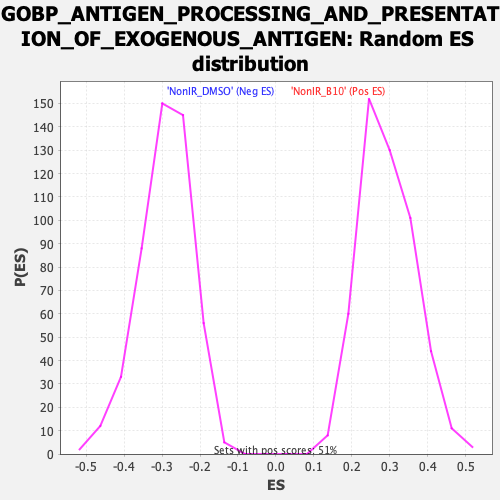 GOBP_ANTIGEN_PROCESSING_AND_PRESENTAT
ION_OF_EXOGENOUS_ANTIGEN: Random ES
distribution
'NonIR_DMSO' (Neg ES) 'NonIR_B10' (Pos ES)
150
140
130
120
110
100
90
80
70
60
50
40
30
20
10
0
P(ES)
Sets with pos scores: 51%
-0.5 -0.4 -0.3 -0.2 -0.1 0.0 0.1 0.2 0.3 0.4 0.5
ES